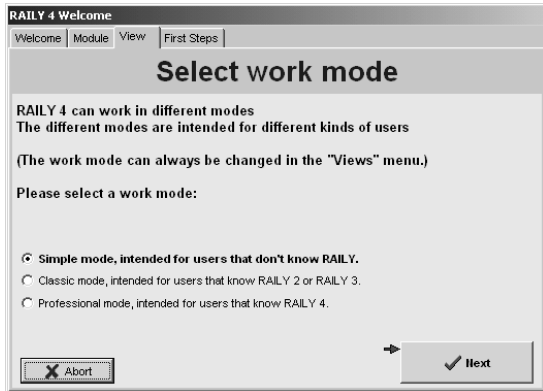 RAILY 4 Welcome
Welcome Module View First Steps
Select work mode
RAILY 4 can work in different modes
The different modes are intended for different kinds of users
(The work mode can always be changed in the "Views" menu.)
Please select a work mode:
Simple mode, intended for users that don't know RAILY.
Classic mode, intended for users that know RAILY 2 or RAILY 3.
Professional mode, intended for users that know RAILY 4.
Abort Next